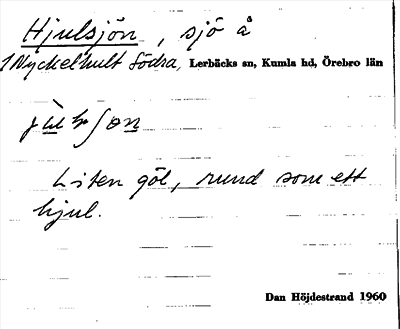 Hjulsjön, sjö å
1 Nyckelhult Södra, Lerbäcks sn, Kumla hd, Örebro län
Liten göl, rund som ett
hjul.
Dan Höjdestrand 1960